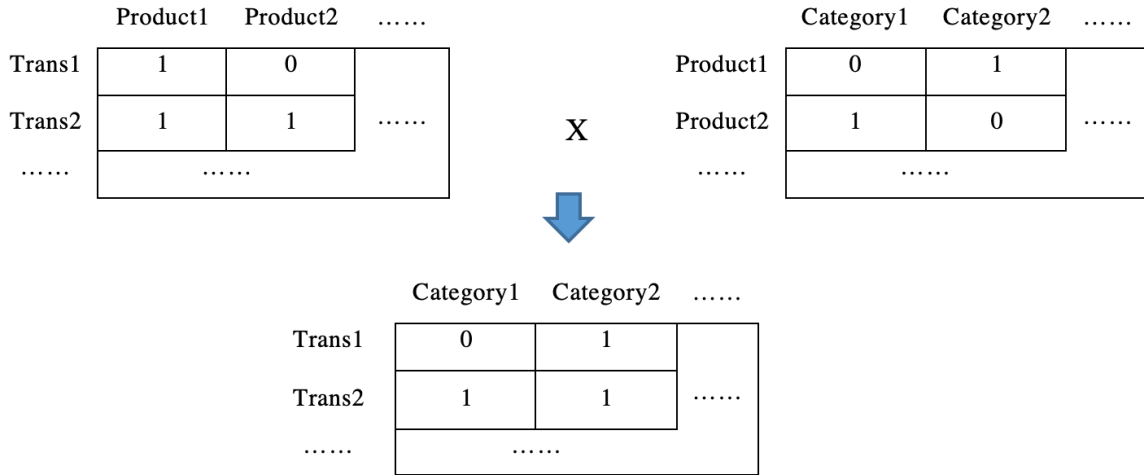 Product1 Product2 ……
Category1 Category2 ……
Trans1 1 0
Product1 0 1
Trans2 1 1 ……
X
Product2 1 0 ……
…… ……
…… ……
Category1 Category2 ……
Trans1 0 1
Trans2 1 1 ……
…… ……